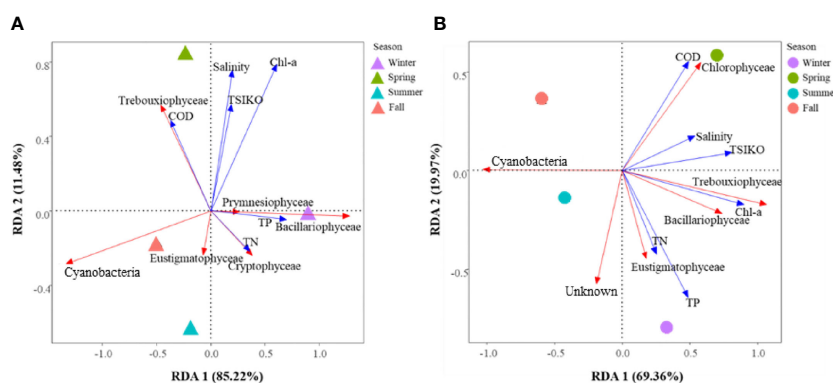 A
RDA 2 (11.48%)
0.8
0.4
0.0
-0.4
-1.0
-0.5
0.0
0.5
1.0
RDA 1 (85.22%)
Salinity
Chl-a
Trebouxiophyceae
TSIKO
COD
Prymnesiophyceae
TP
Bacillariophyceae
TN
Eustigmatophyceae
Cryptophyceae
Cyanobacteria
Season
Winter
Spring
Summer
Fall
B
RDA 2 (19.97%)
0.5
0.0
-0.5
-1.0
-0.5
0.0
0.5
1.0
RDA 1 (69.36%)
COD
Chlorophyceae
Salinity
TSIKO
Cyanobacteria
Trebouxiophyceae
Bacillariophyceae
Chl-a
TN
Eustigmatophyceae
Unknown
TP
Season
Winter
Spring
Summer
Fall